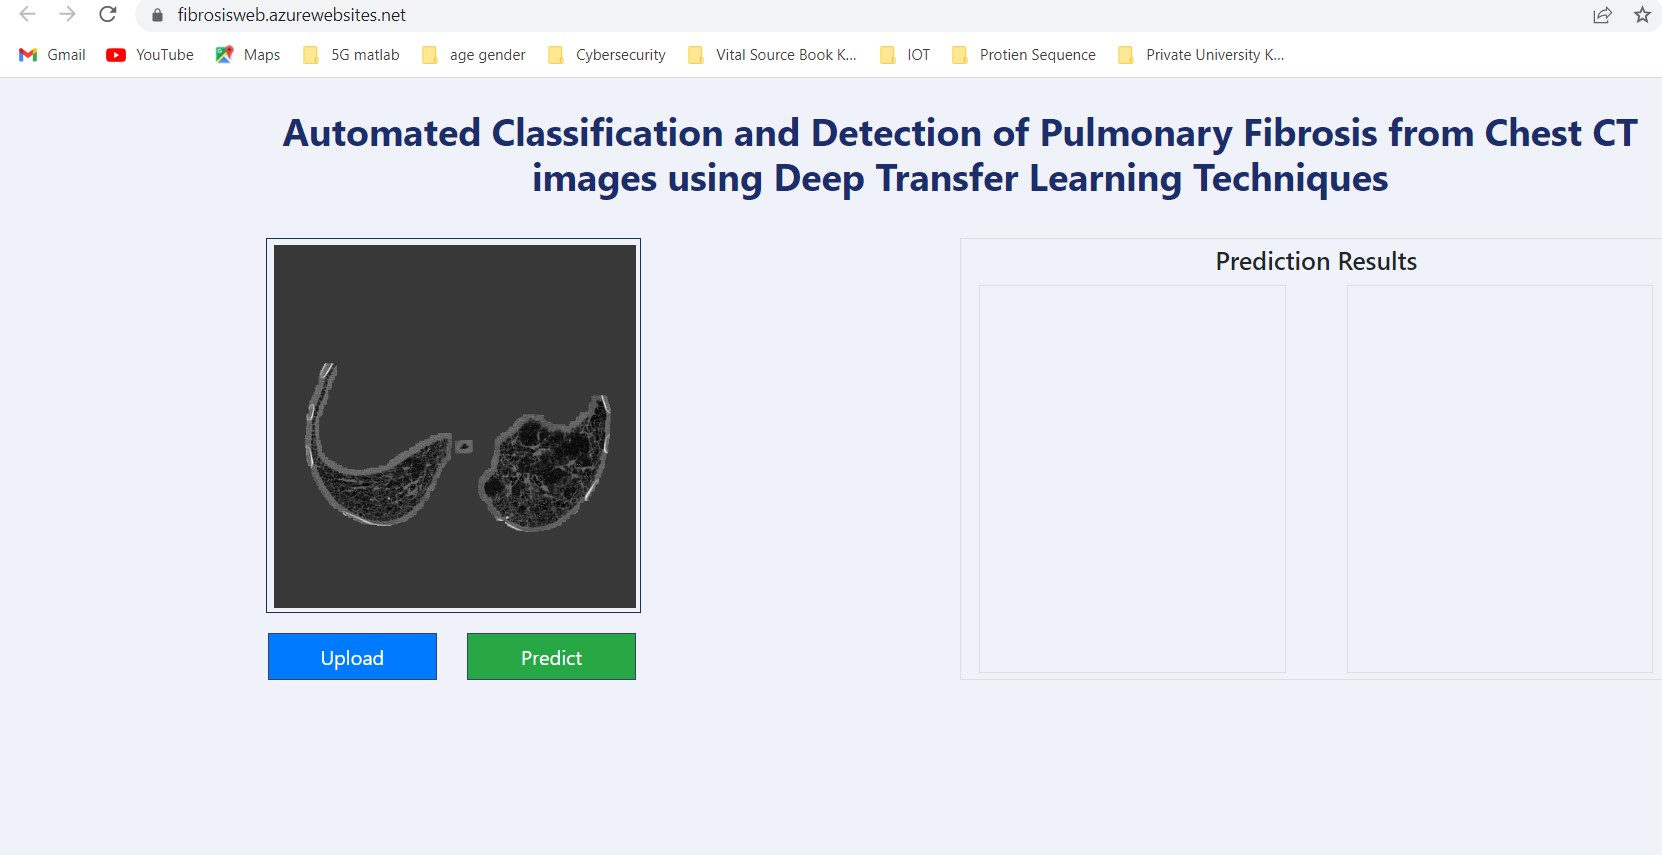 fibrosisweb.azurewebsites.net
Gmail YouTube Maps 5G matlab age gender Cybersecurity Vital Source Book K... IOT Protien Sequence Private University K...
Automated Classification and Detection of Pulmonary Fibrosis from Chest CT
images using Deep Transfer Learning Techniques
Prediction Results
Upload Predict